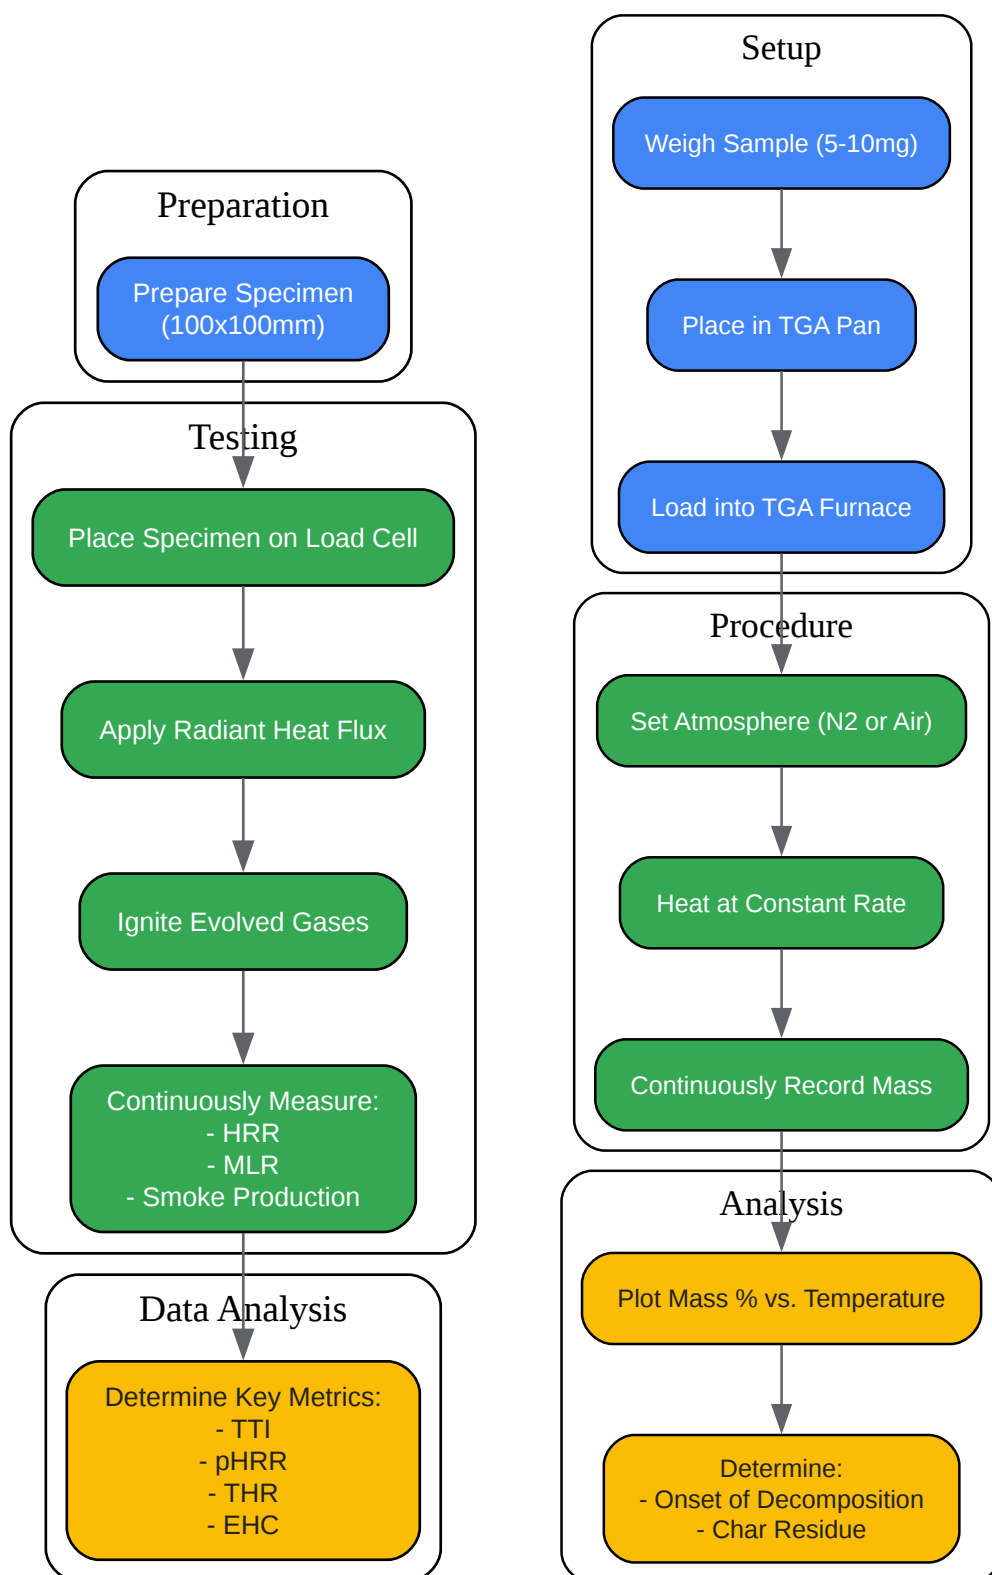 Preparation
Prepare Specimen
(100x100mm)
Testing
Place Specimen on Load Cell
Apply Radiant Heat Flux
Ignite Evolved Gases
Continuously Measure:
- HRR
- MLR
- Smoke Production
Data Analysis
Determine Key Metrics:
- TTI
- pHRR
- THR
- EHC
Setup
Weigh Sample (5-10mg)
Place in TGA Pan
Load into TGA Furnace
Procedure
Set Atmosphere (N2 or Air)
Heat at Constant Rate
Continuously Record Mass
Analysis
Plot Mass % vs. Temperature
Determine:
- Onset of Decomposition
- Char Residue